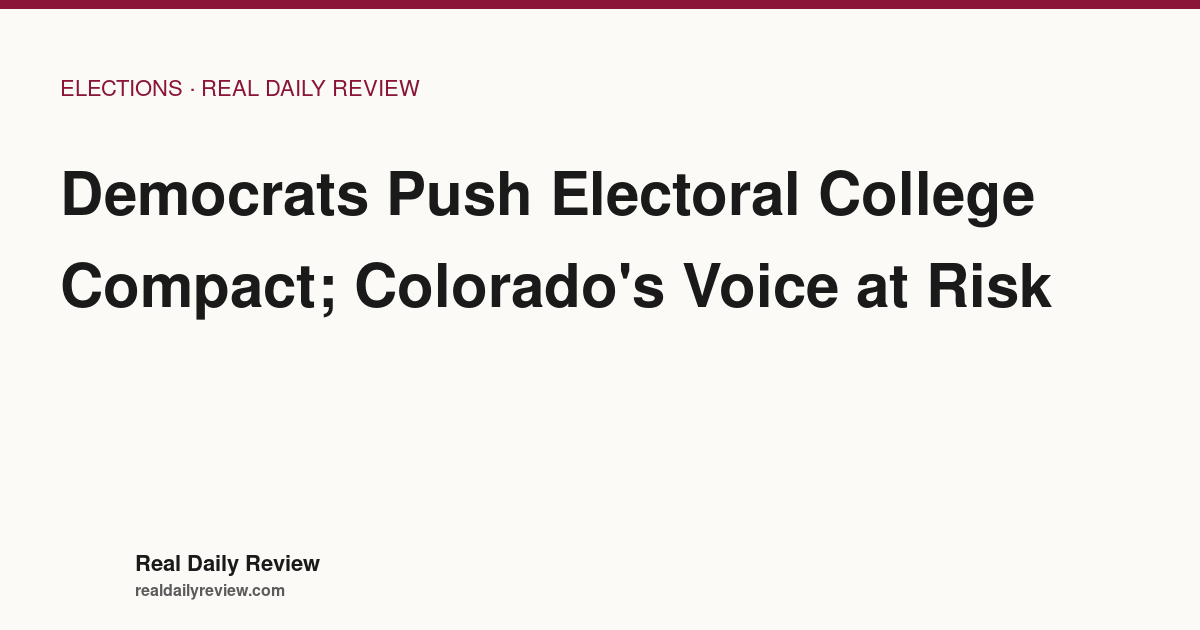 ELECTIONS · REAL DAILY REVIEW
Democrats Push Electoral College
Compact; Colorado's Voice at Risk
Real Daily Review
realdailyreview.com